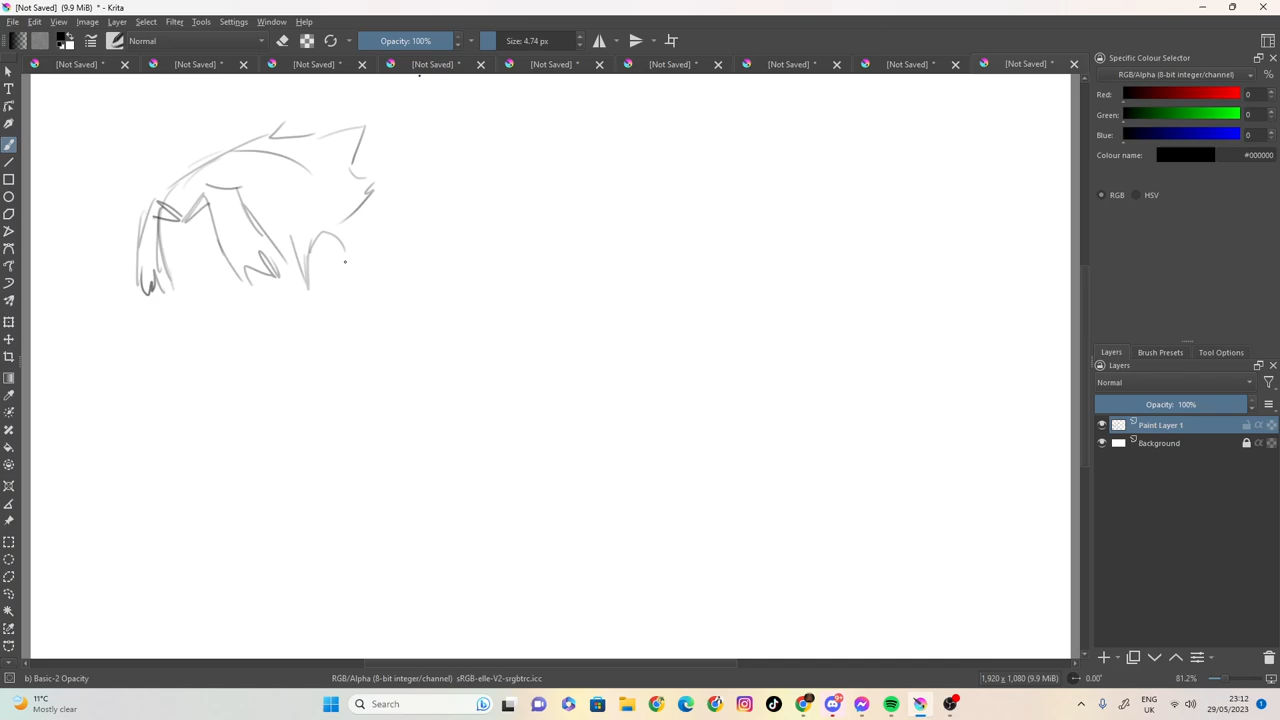 [Not Saved] (9.9 MiB) * - Krita
File Edit View Image Layer Select Filter Tools Settings Window Help
Normal Opacity: 100% Size: 4.74 px
[Not Saved] * [Not Saved] * [Not Saved] * [Not Saved] * [Not Saved] * [Not Saved] * [Not Saved] * [Not Saved] * [Not Saved] *
Specific Colour Selector
RGB/Alpha (8-bit integer/channel) %
Red: 0
Green: 0
Blue: 0
Colour name: #000000
RGB HSV
Layers Brush Presets Tool Options
Layers
Normal
Opacity: 100%
Paint Layer 1
Background
b) Basic-2 Opacity RGB/Alpha (8-bit integer/channel) sRGB-elle-V2-srgbtrc.icc 1,920 x 1,080 (9.9 MiB) 0.00° 81.2%
11°C
Mostly clear
Search
9+
ENG
UK
23:12
29/05/2023
1